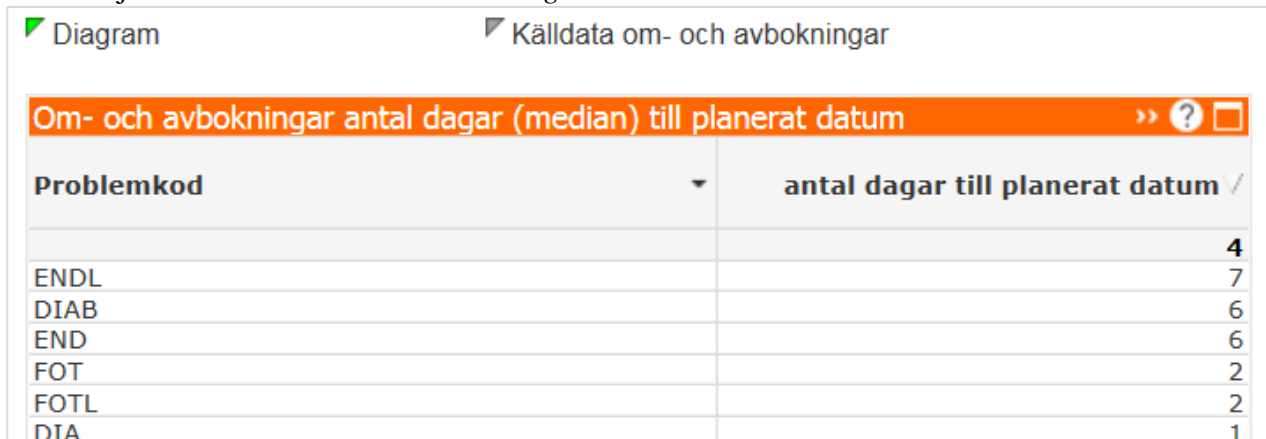 Diagram Källdata om- och avbokningar
Om- och avbokningar antal dagar (median) till planerat datum
Problemkod antal dagar till planerat datum
4
ENDL 7
DIAB 6
END 6
FOT 2
FOTL 2
DIA 1